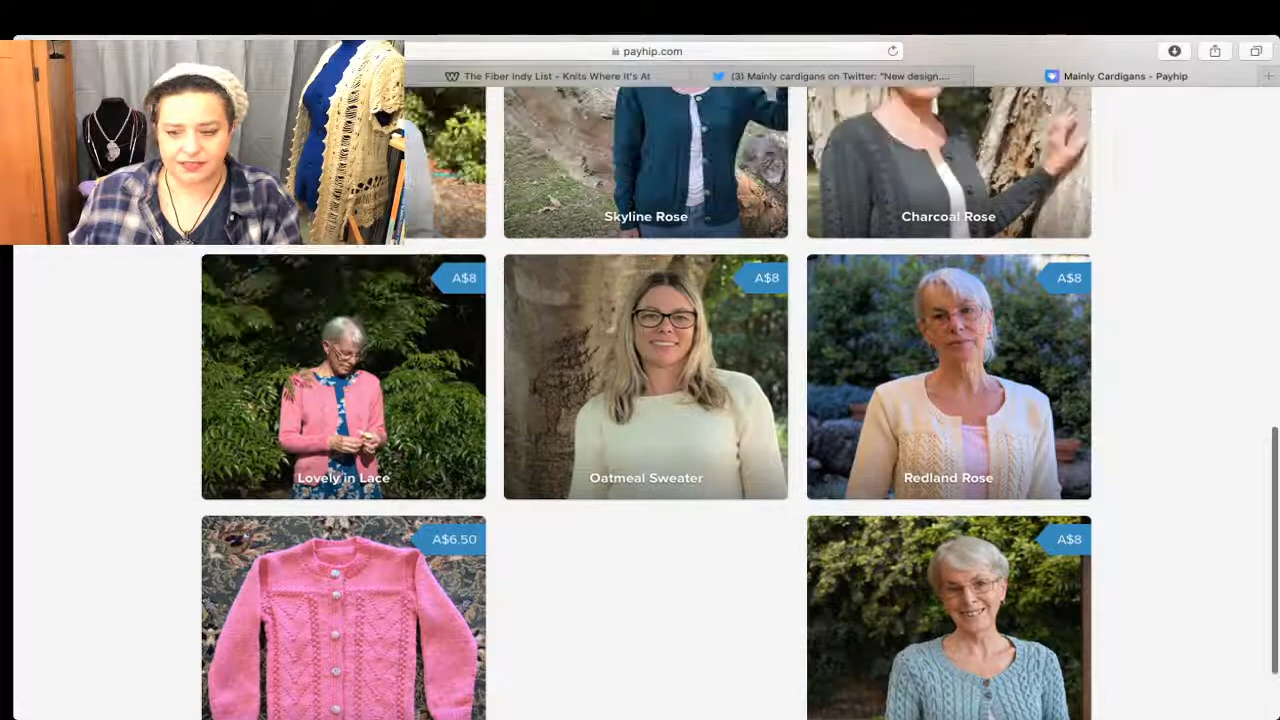 payhip.com
The Fiber Indy List - Knits Where It's At
(3) Mainly cardigans on Twitter: "New design....
Mainly Cardigans - Payhip
Skyline Rose
Charcoal Rose
A$8
A$8
A$8
Lovely in Lace
Oatmeal Sweater
Redland Rose
A$6.50
A$8